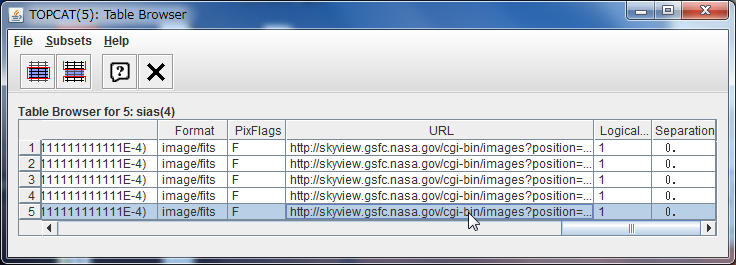 TOPCAT(5): Table Browser
File Subsets Help
Table Browser for 5: sias(4)
Format PixFlags URL Logical... Separation
1 111111111111E-4) image/fits F http://skyview.gsfc.nasa.gov/cgi-bin/images?position=... 1 0.
2 111111111111E-4) image/fits F http://skyview.gsfc.nasa.gov/cgi-bin/images?position=... 1 0.
3 111111111111E-4) image/fits F http://skyview.gsfc.nasa.gov/cgi-bin/images?position=... 1 0.
4 111111111111E-4) image/fits F http://skyview.gsfc.nasa.gov/cgi-bin/images?position=... 1 0.
5 111111111111E-4) image/fits F http://skyview.gsfc.nasa.gov/cgi-bin/images?position=... 1 0.